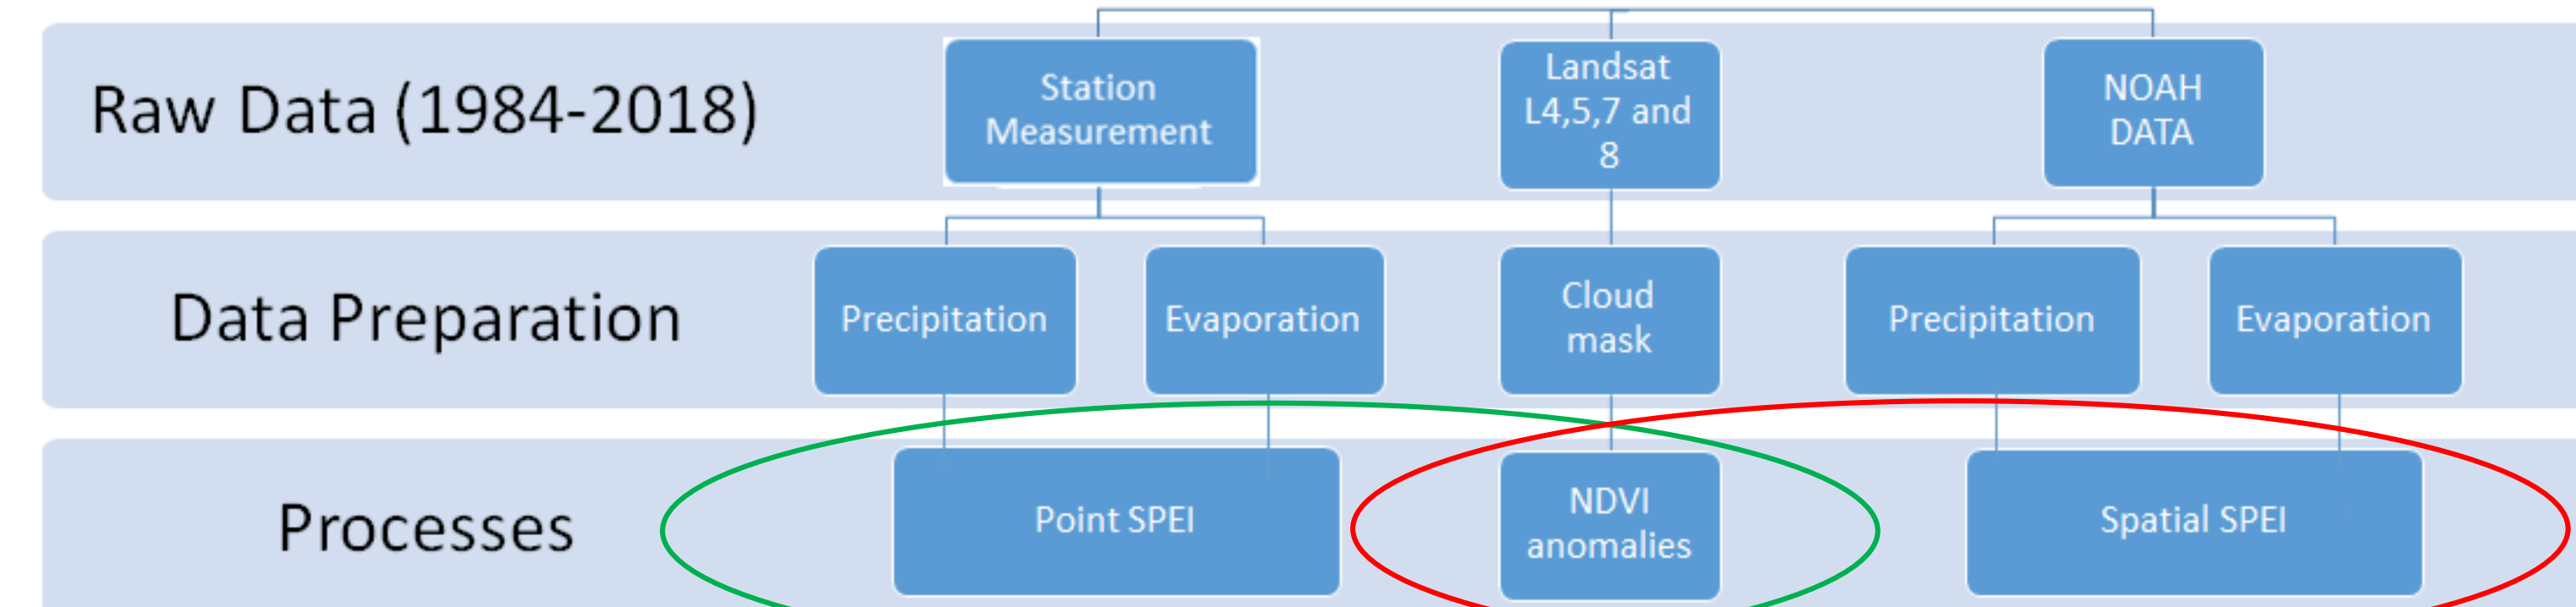 Raw Data (1984-2018)
Station
Measurement
Landsat
L4,5,7 and
8
NOAH
DATA
Data Preparation
Precipitation
Evaporation
Cloud
mask
Precipitation
Evaporation
Processes
Point SPEI
NDVI
anomalies
Spatial SPEI